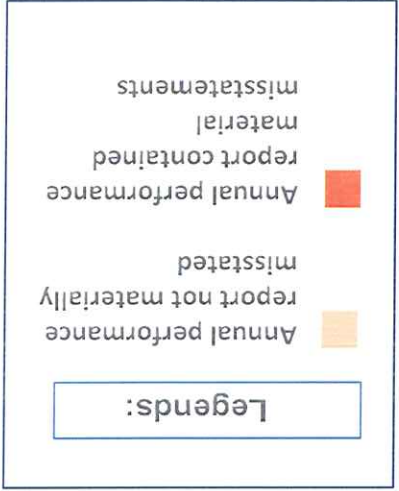 Legends:
Annual performance
report not materially
misstated
Annual performance
report contained
material
misstatements